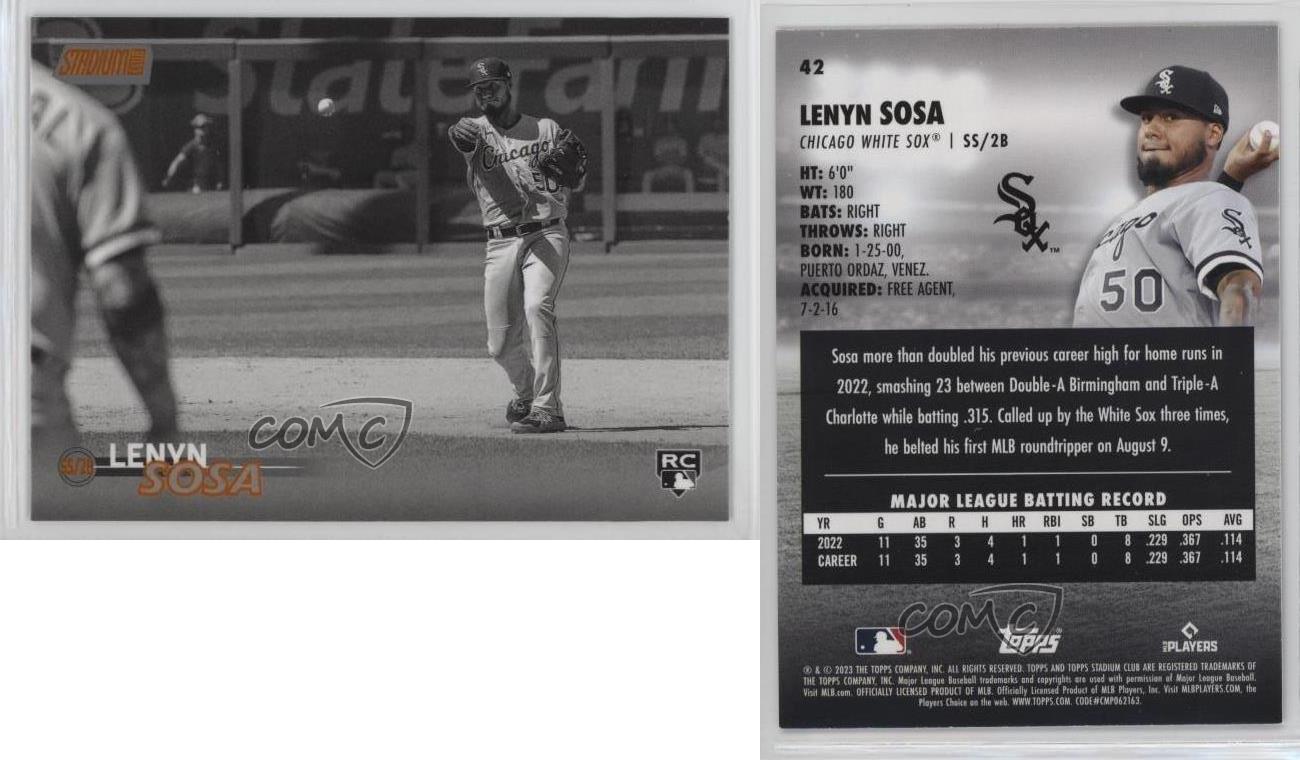 STADIUM CLUB
State Farm
AL
Chicago
50
COMC
SS/2B
LENYN
SOSA
RC
42
LENYN SOSA
CHICAGO WHITE SOX® | SS/2B
HT: 6'0"
WT: 180
BATS: RIGHT
THROWS: RIGHT
BORN: 1-25-00,
PUERTO ORDAZ, VENEZ.
ACQUIRED: FREE AGENT,
7-2-16
SOX™
cago
50
Sosa more than doubled his previous career high for home runs in
2022, smashing 23 between Double-A Birmingham and Triple-A
Charlotte while batting .315. Called up by the White Sox three times,
he belted his first MLB roundtripper on August 9.
MAJOR LEAGUE BATTING RECORD
YR G AB R H HR RBI SB TB SLG OPS AVG
2022 11 35 3 4 1 1 0 8 .229 .367 .114
CAREER 11 35 3 4 1 1 0 8 .229 .367 .114
COMC
TOPPS®
MLB PLAYERS
® & © 2023 THE TOPPS COMPANY, INC. ALL RIGHTS RESERVED. TOPPS AND TOPPS STADIUM CLUB ARE REGISTERED TRADEMARKS OF
THE TOPPS COMPANY, INC. Major League Baseball trademarks and copyrights are used with permission of Major League Baseball.
Visit MLB.com. OFFICIALLY LICENSED PRODUCT OF MLB. Officially Licensed Product of MLB Players, Inc. Visit MLBPLAYERS.COM, the
Players Choice on the web. WWW.TOPPS.COM. CODE#CMP062163.